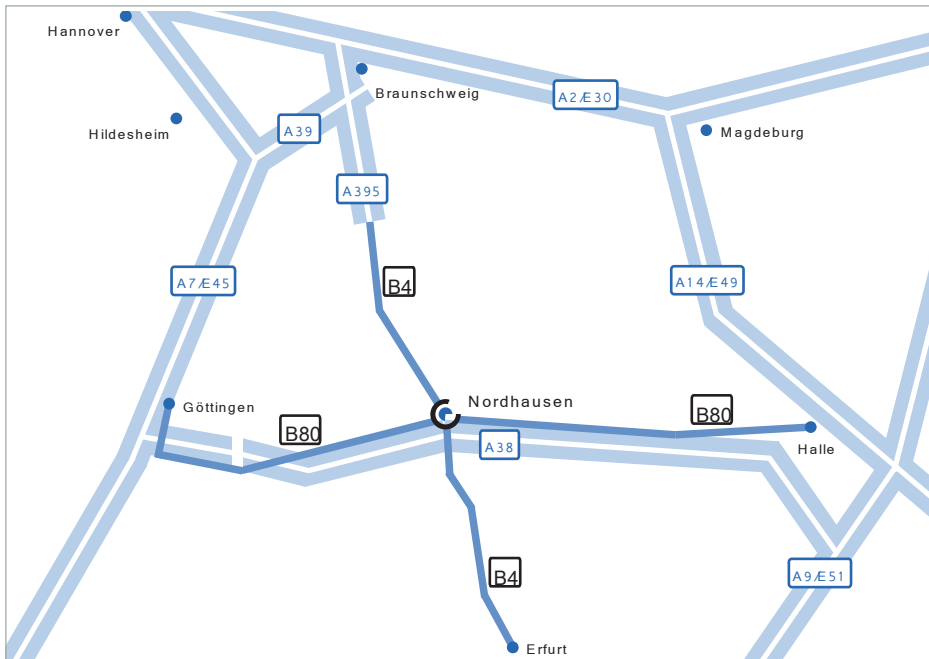 Hannover
Braunschweig
A2/E30
Hildesheim
A39
Magdeburg
A395
A7/E45
B4
A14/E49
Nordhausen
Göttingen
B80
B80
A38
Halle
B4
A9/E51
Erfurt